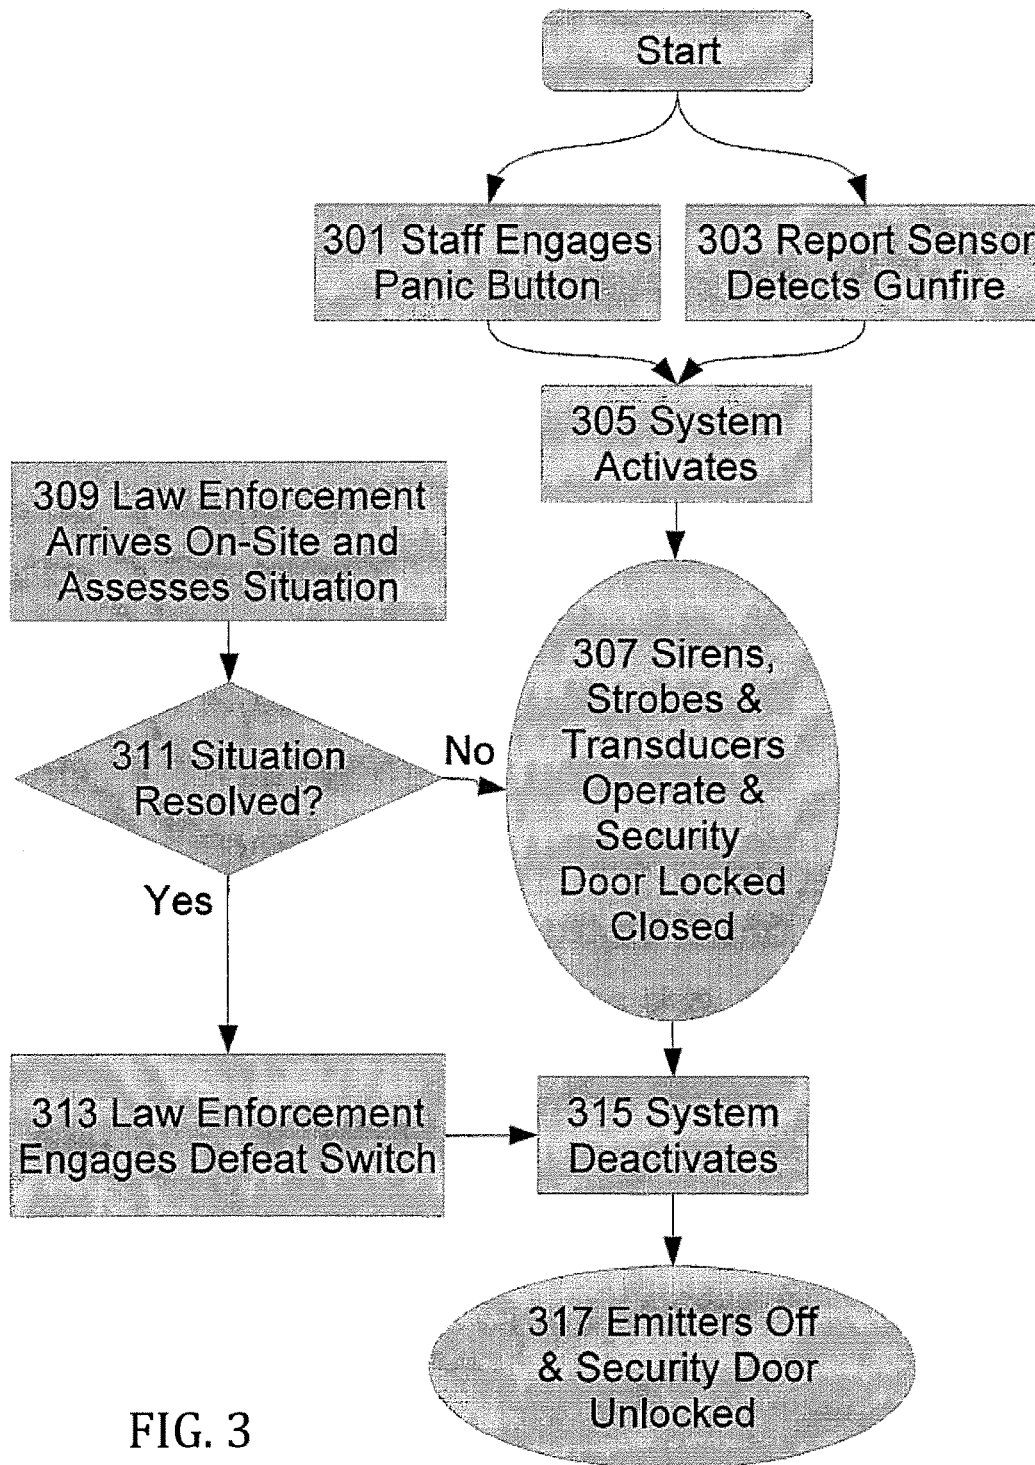 Start
301 Staff Engages
Panic Button
303 Report Sensor
Detects Gunfire
305 System
Activates
309 Law Enforcement
Arrives On-Site and
Assesses Situation
307 Sirens,
Strobes &
Transducers
Operate &
Security
Door Locked
Closed
311 Situation
Resolved?
No
Yes
313 Law Enforcement
Engages Defeat Switch
315 System
Deactivates
317 Emitters Off
& Security Door
Unlocked
FIG. 3